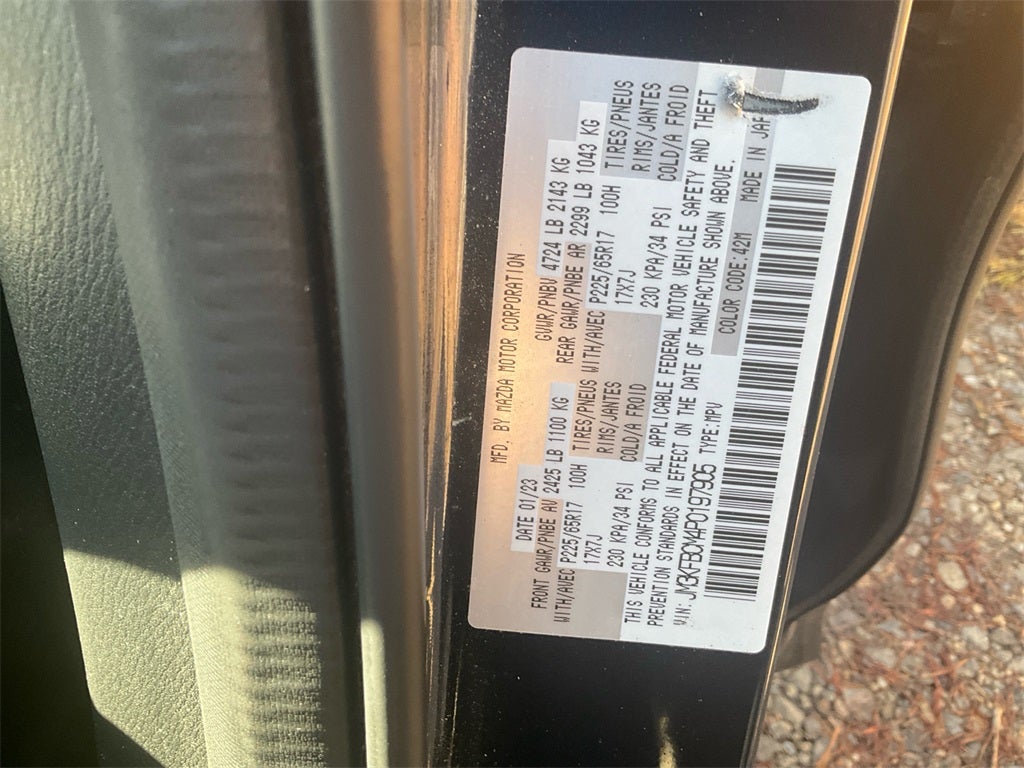 MFD. BY MAZDA MOTOR CORPORATION
DATE 01/23 GVWR/PNBV 4724 LB 2143 KG
FRONT GAWR/PNBE AV 2425 LB 1100 KG REAR GAWR/PNBE AR 2299 LB 1043 KG
WITH/AVEC P225/65R17 100H TIRES/PNEUS WITH/AVEC P225/65R17 100H TIRES/PNEUS
17X7J RIMS/JANTES 17X7J RIMS/JANTES
230 KPA/34 PSI COLD/A FROID 230 KPA/34 PSI COLD/A FROID
THIS VEHICLE CONFORMS TO ALL APPLICABLE FEDERAL MOTOR VEHICLE SAFETY AND THEFT
PREVENTION STANDARDS IN EFFECT ON THE DATE OF MANUFACTURE SHOWN ABOVE.
VIN: JM3KFBCY4P0197905 TYPE:MPV COLOR CODE:42M MADE IN